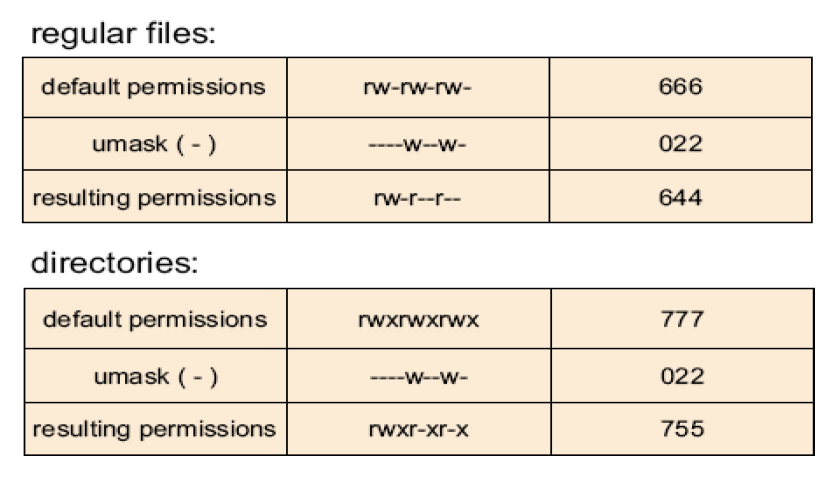 regular files:
default permissions rw-rw-rw- 666
umask ( - ) ----w--w- 022
resulting permissions rw-r--r-- 644
directories:
default permissions rwxrwxrwx 777
umask ( - ) ----w--w- 022
resulting permissions rwxr-xr-x 755